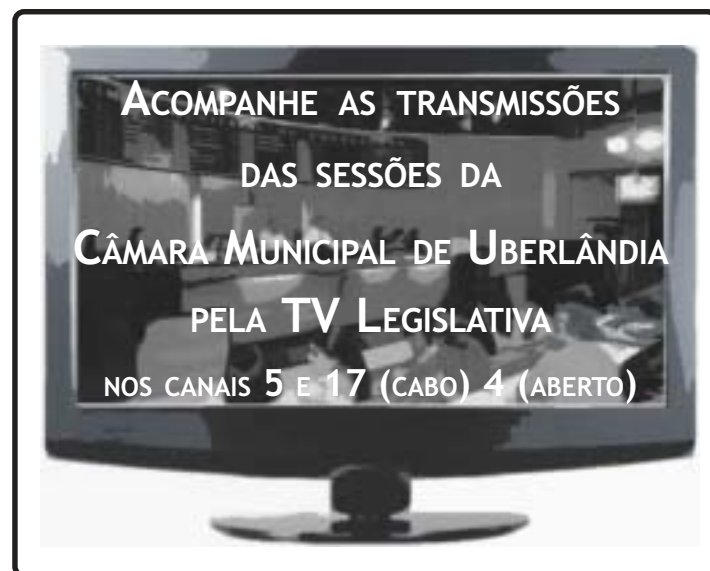 Acompanhe as transmissões
das sessões da
Câmara Municipal de Uberlândia
pela TV Legislativa
nos canais 5 e 17 (cabo) 4 (aberto)